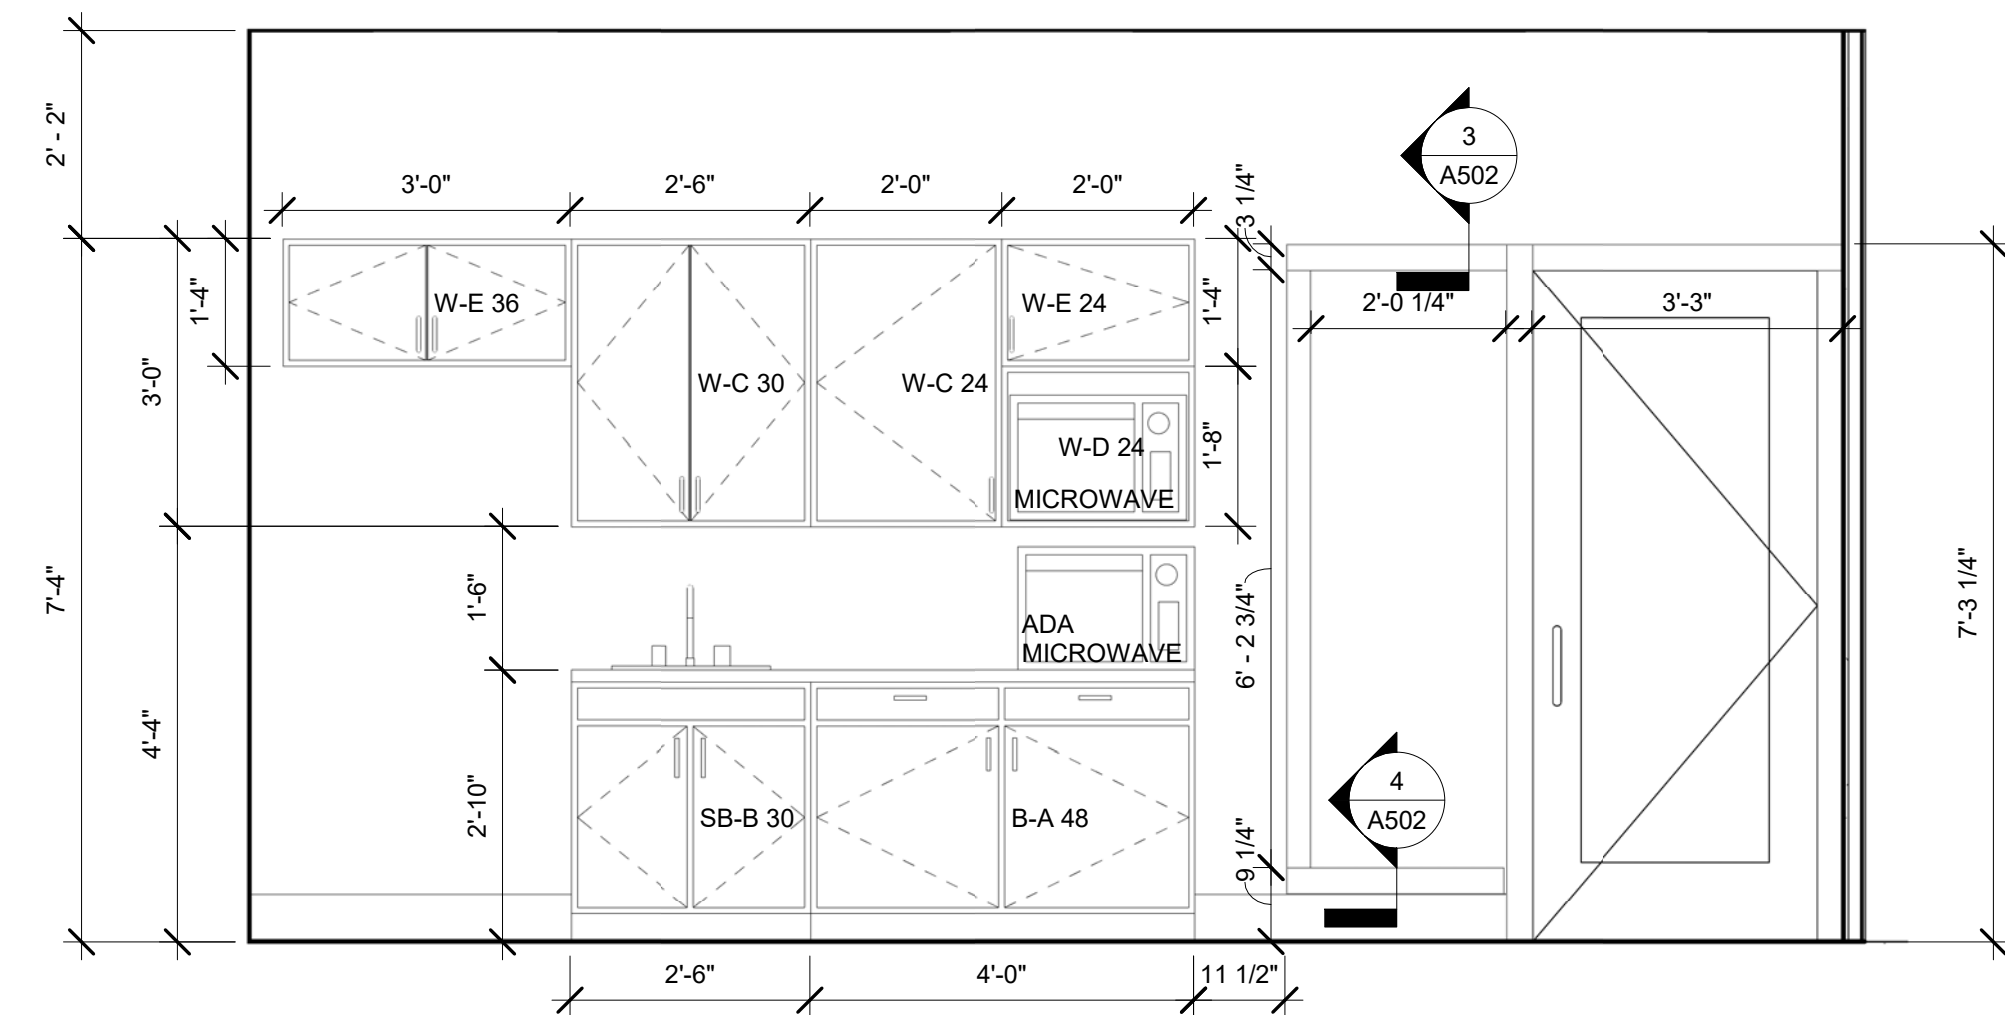 3
A502
2' - 2"
3'-0"
2'-6"
2'-0"
2'-0"
3 1/4"
1'-4"
W-E 36
W-E 24
1'-4"
2'-0 1/4"
3'-3"
3'-0"
W-C 30
W-C 24
W-D 24
1'-8"
MICROWAVE
7'-4"
1'-6"
ADA
MICROWAVE
6' - 2 3/4"
7'-3 1/4"
4'-4"
2'-10"
SB-B 30
B-A 48
9 1/4"
4
A502
2'-6"
4'-0"
11 1/2"